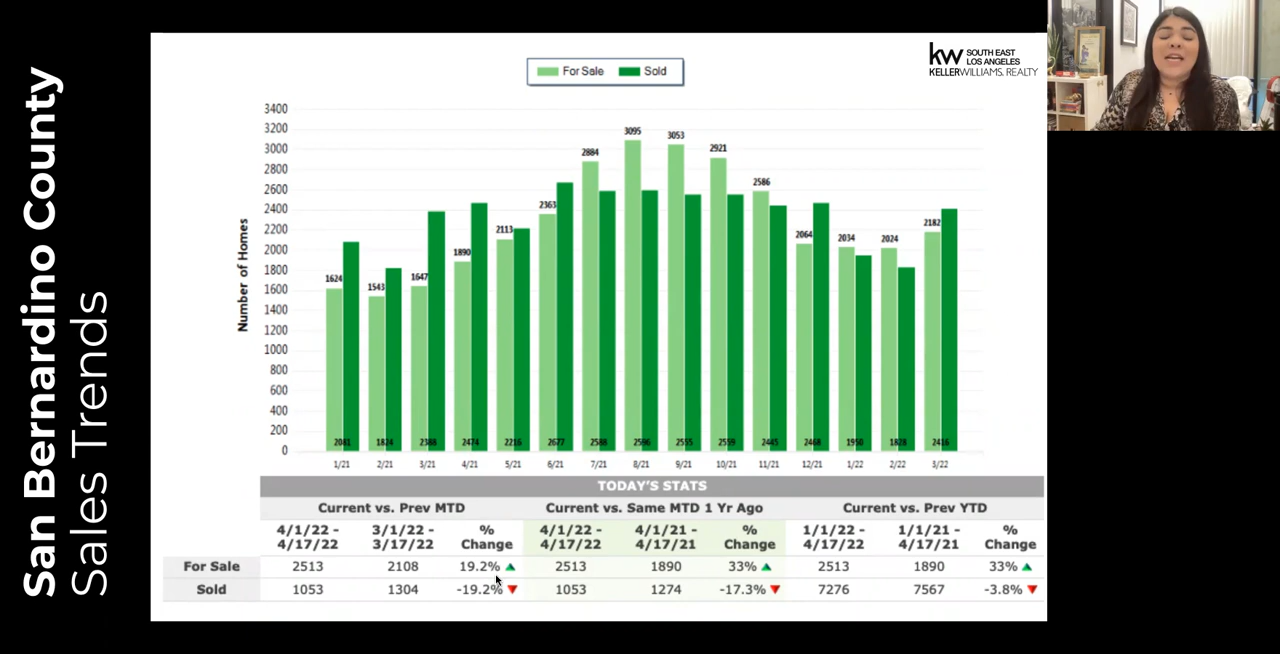 San Bernardino County
Sales Trends
kw SOUTH EAST
LOS ANGELES
KELLERWILLIAMS. REALTY
For Sale Sold
Number of Homes
3400
3200
3000
2800
2600
2400
2200
2000
1800
1600
1400
1200
1000
800
600
400
200
0
1624 1543 1647 1890 2113 2363 2884 3095 3053 2921 2586 2064 2034 2024 2182
2081 1824 2388 2474 2216 2677 2588 2596 2555 2559 2445 2468 1950 1828 2416
1/21 2/21 3/21 4/21 5/21 6/21 7/21 8/21 9/21 10/21 11/21 12/21 1/22 2/22 3/22
TODAY'S STATS
Current vs. Prev MTD Current vs. Same MTD 1 Yr Ago Current vs. Prev YTD
4/1/22 - 3/1/22 - % 4/1/22 - 4/1/21 - % 1/1/22 - 1/1/21 - %
4/17/22 3/17/22 Change 4/17/22 4/17/21 Change 4/17/22 4/17/21 Change
For Sale 2513 2108 19.2% 2513 1890 33% 2513 1890 33%
Sold 1053 1304 -19.2% 1053 1274 -17.3% 7276 7567 -3.8%